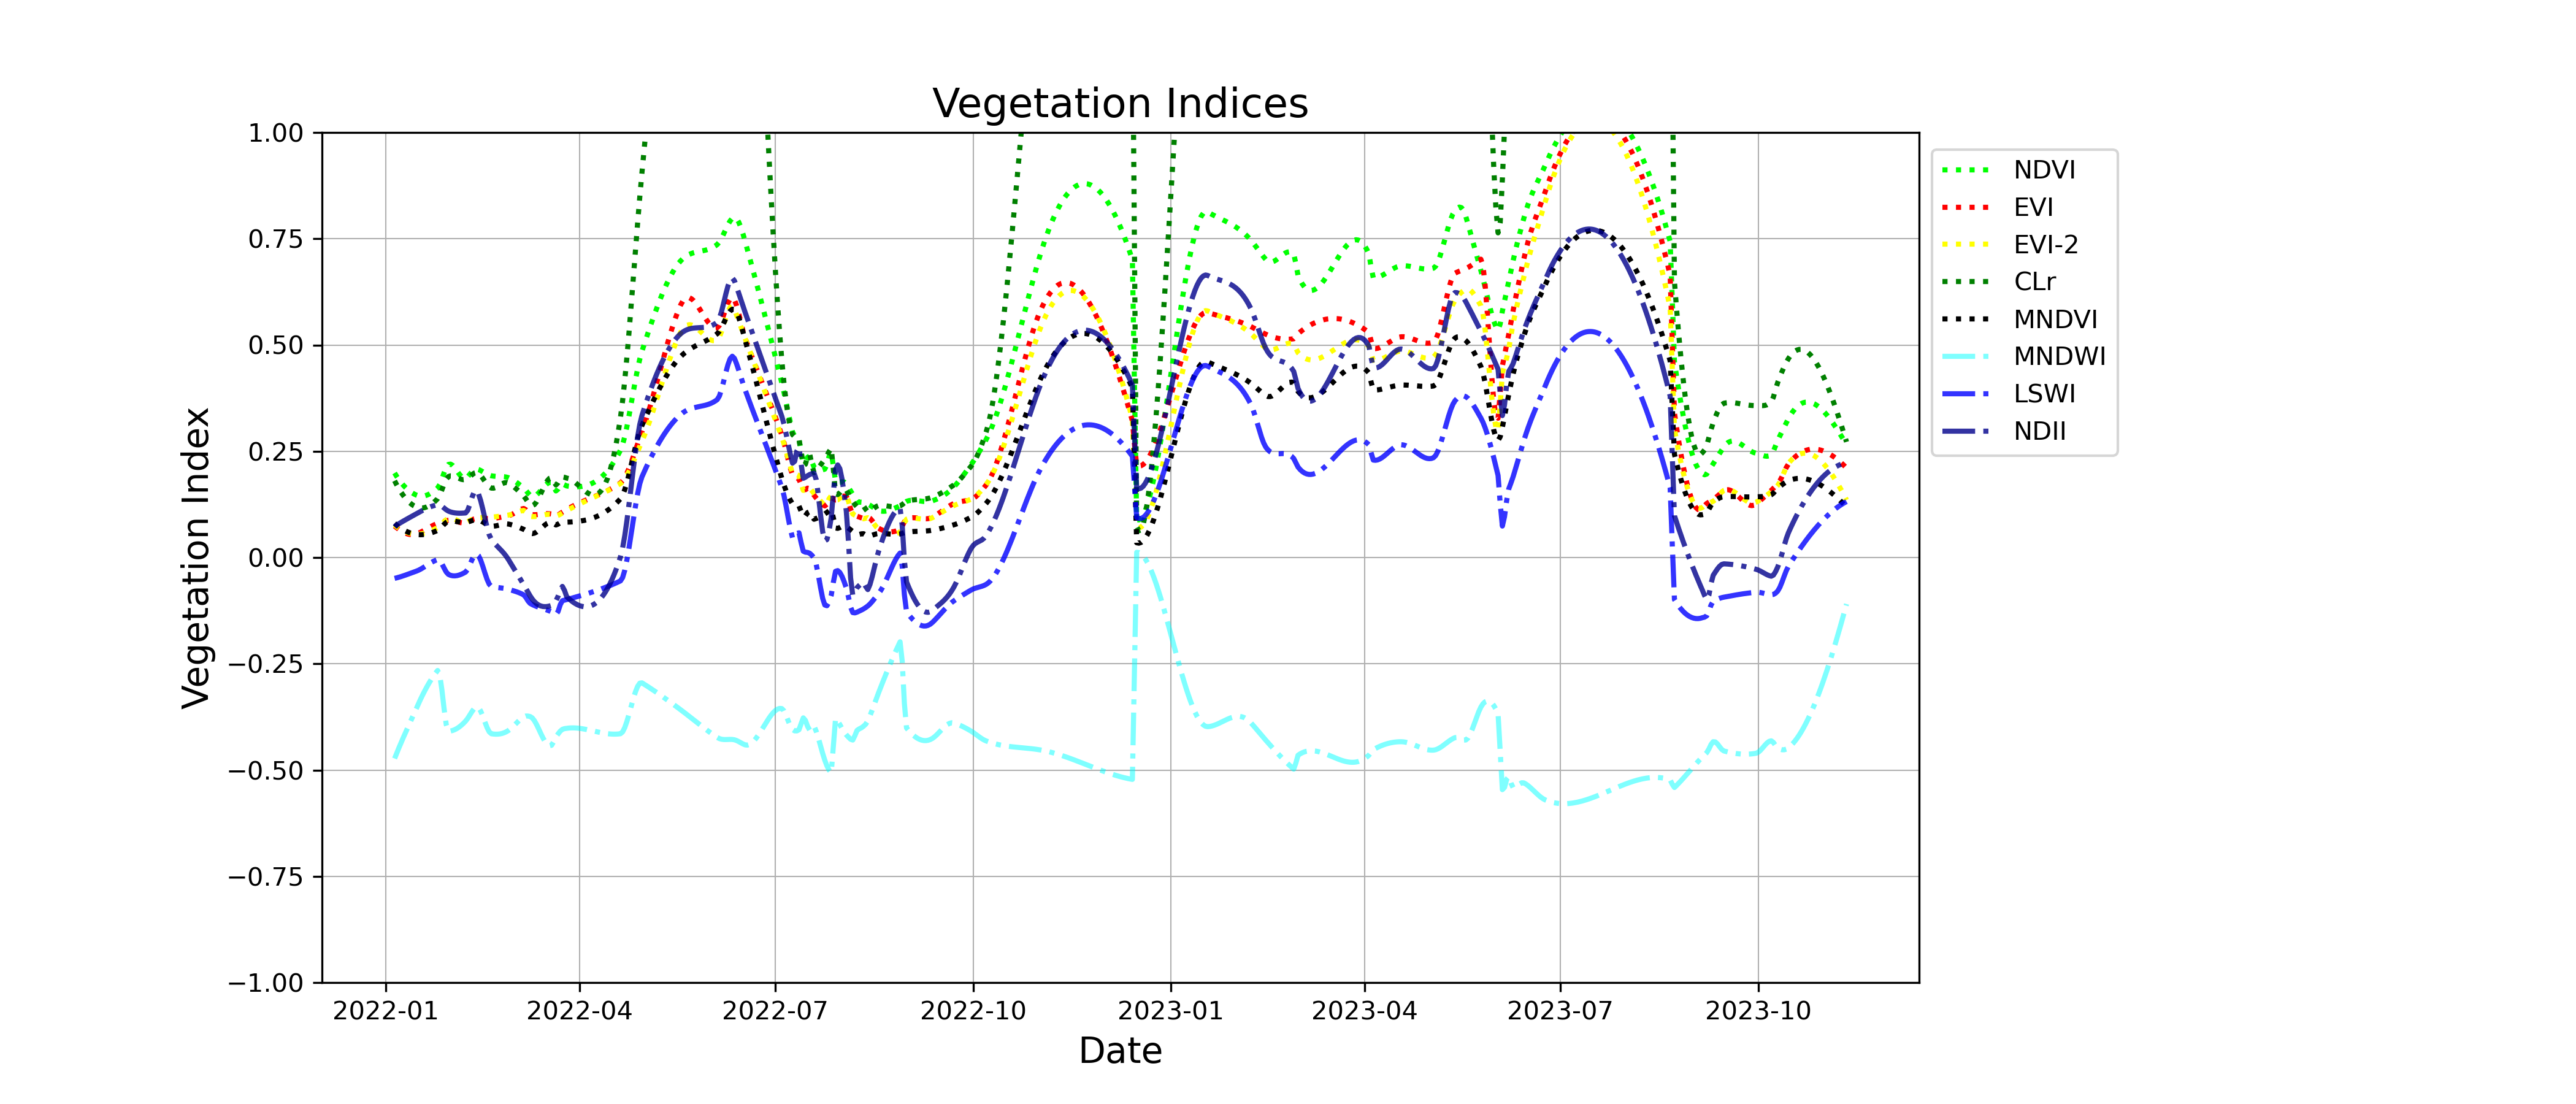 Vegetation Indices
Vegetation Index
1.00
0.75
0.50
0.25
0.00
−0.25
−0.50
−0.75
−1.00
2022-01
2022-04
2022-07
2022-10
2023-01
2023-04
2023-07
2023-10
Date
NDVI
EVI
EVI-2
CLr
MNDVI
MNDWI
LSWI
NDII